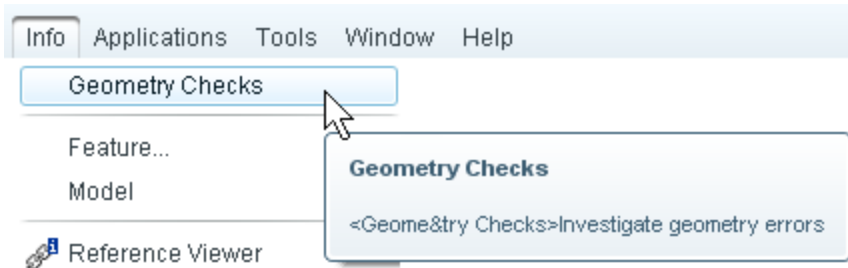 Info Applications Tools Window Help
Geometry Checks
Feature...
Geometry Checks
Model
<Geome&try Checks>Investigate geometry errors
Reference Viewer